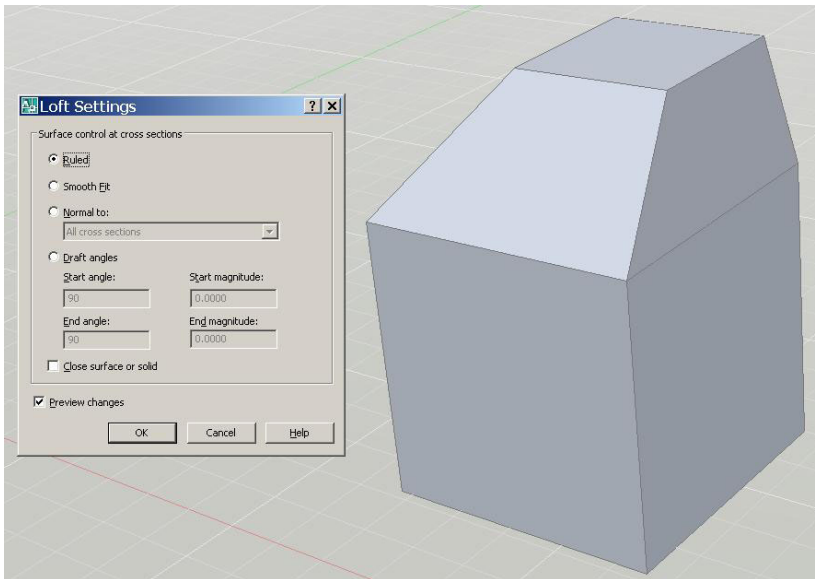 Loft Settings
Surface control at cross sections
Ruled
Smooth Fit
Normal to:
All cross sections
Draft angles
Start angle: Start magnitude:
90 0.0000
End angle: End magnitude:
90 0.0000
Close surface or solid
Preview changes
OK Cancel Help